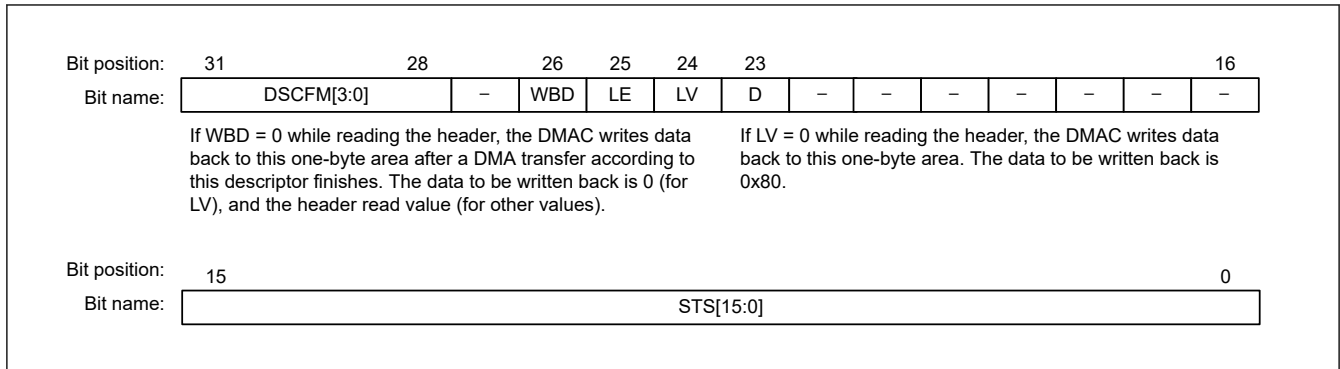 Bit position: 31 28 26 25 24 23 16
Bit name: DSCFM[3:0] – WBD LE LV D – – – – – – –
If WBD = 0 while reading the header, the DMAC writes data
back to this one-byte area after a DMA transfer according to
this descriptor finishes. The data to be written back is 0 (for
LV), and the header read value (for other values).
If LV = 0 while reading the header, the DMAC writes data
back to this one-byte area. The data to be written back is
0x80.
Bit position: 15 0
Bit name: STS[15:0]